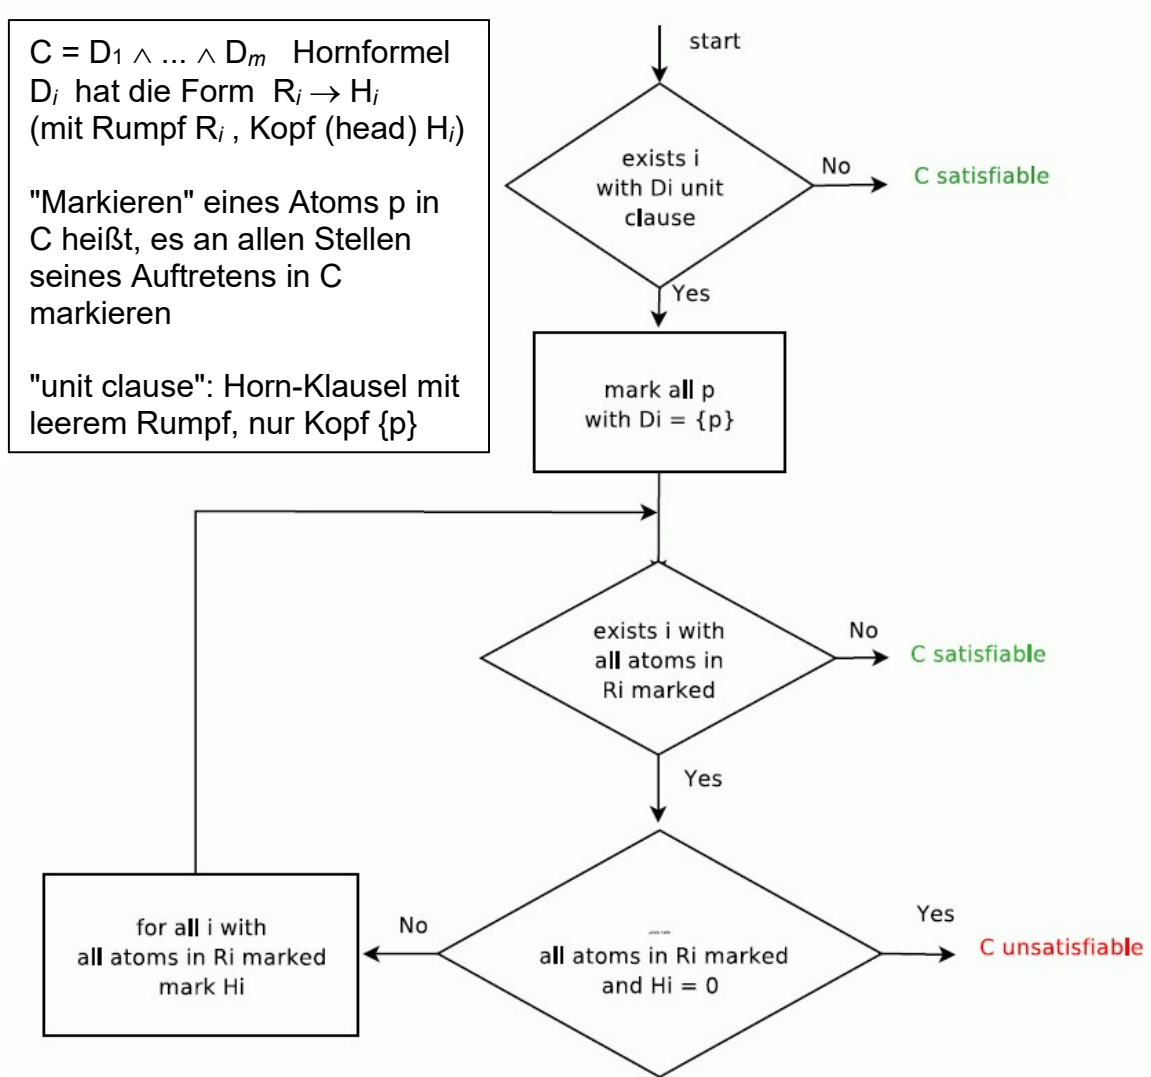 C = D₁ ∧ ... ∧ Dₘ Hornformel
Dᵢ hat die Form Rᵢ → Hᵢ
(mit Rumpf Rᵢ , Kopf (head) Hᵢ)
"Markieren" eines Atoms p in
C heißt, es an allen Stellen
seines Auftretens in C
markieren
"unit clause": Horn-Klausel mit
leerem Rumpf, nur Kopf {p}
start
exists i
with Di unit
clause
No
C satisfiable
Yes
mark all p
with Di = {p}
exists i with
all atoms in
Ri marked
No
C satisfiable
Yes
all atoms in Ri marked
and Hi = 0
Yes
C unsatisfiable
No
for all i with
all atoms in Ri marked
mark Hi